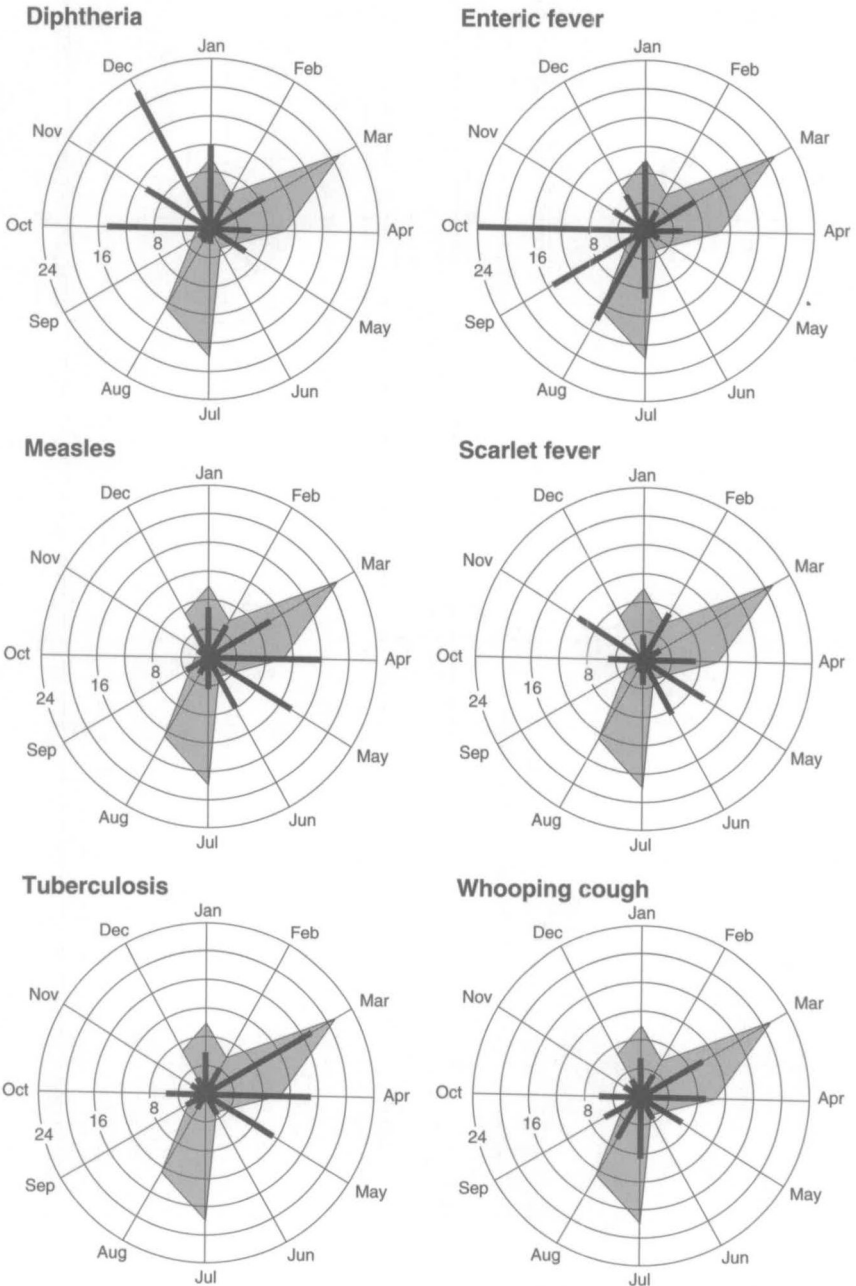 Diphtheria
Jan
Feb
Mar
Apr
May
Jun
Jul
Aug
Sep
Oct
Nov
Dec
8
16
24
Enteric fever
Jan
Feb
Mar
Apr
May
Jun
Jul
Aug
Sep
Oct
Nov
Dec
8
16
24
Measles
Jan
Feb
Mar
Apr
May
Jun
Jul
Aug
Sep
Oct
Nov
Dec
8
16
24
Scarlet fever
Jan
Feb
Mar
Apr
May
Jun
Jul
Aug
Sep
Oct
Nov
Dec
8
16
24
Tuberculosis
Jan
Feb
Mar
Apr
May
Jun
Jul
Aug
Sep
Oct
Nov
Dec
8
16
24
Whooping cough
Jan
Feb
Mar
Apr
May
Jun
Jul
Aug
Sep
Oct
Nov
Dec
8
16
24